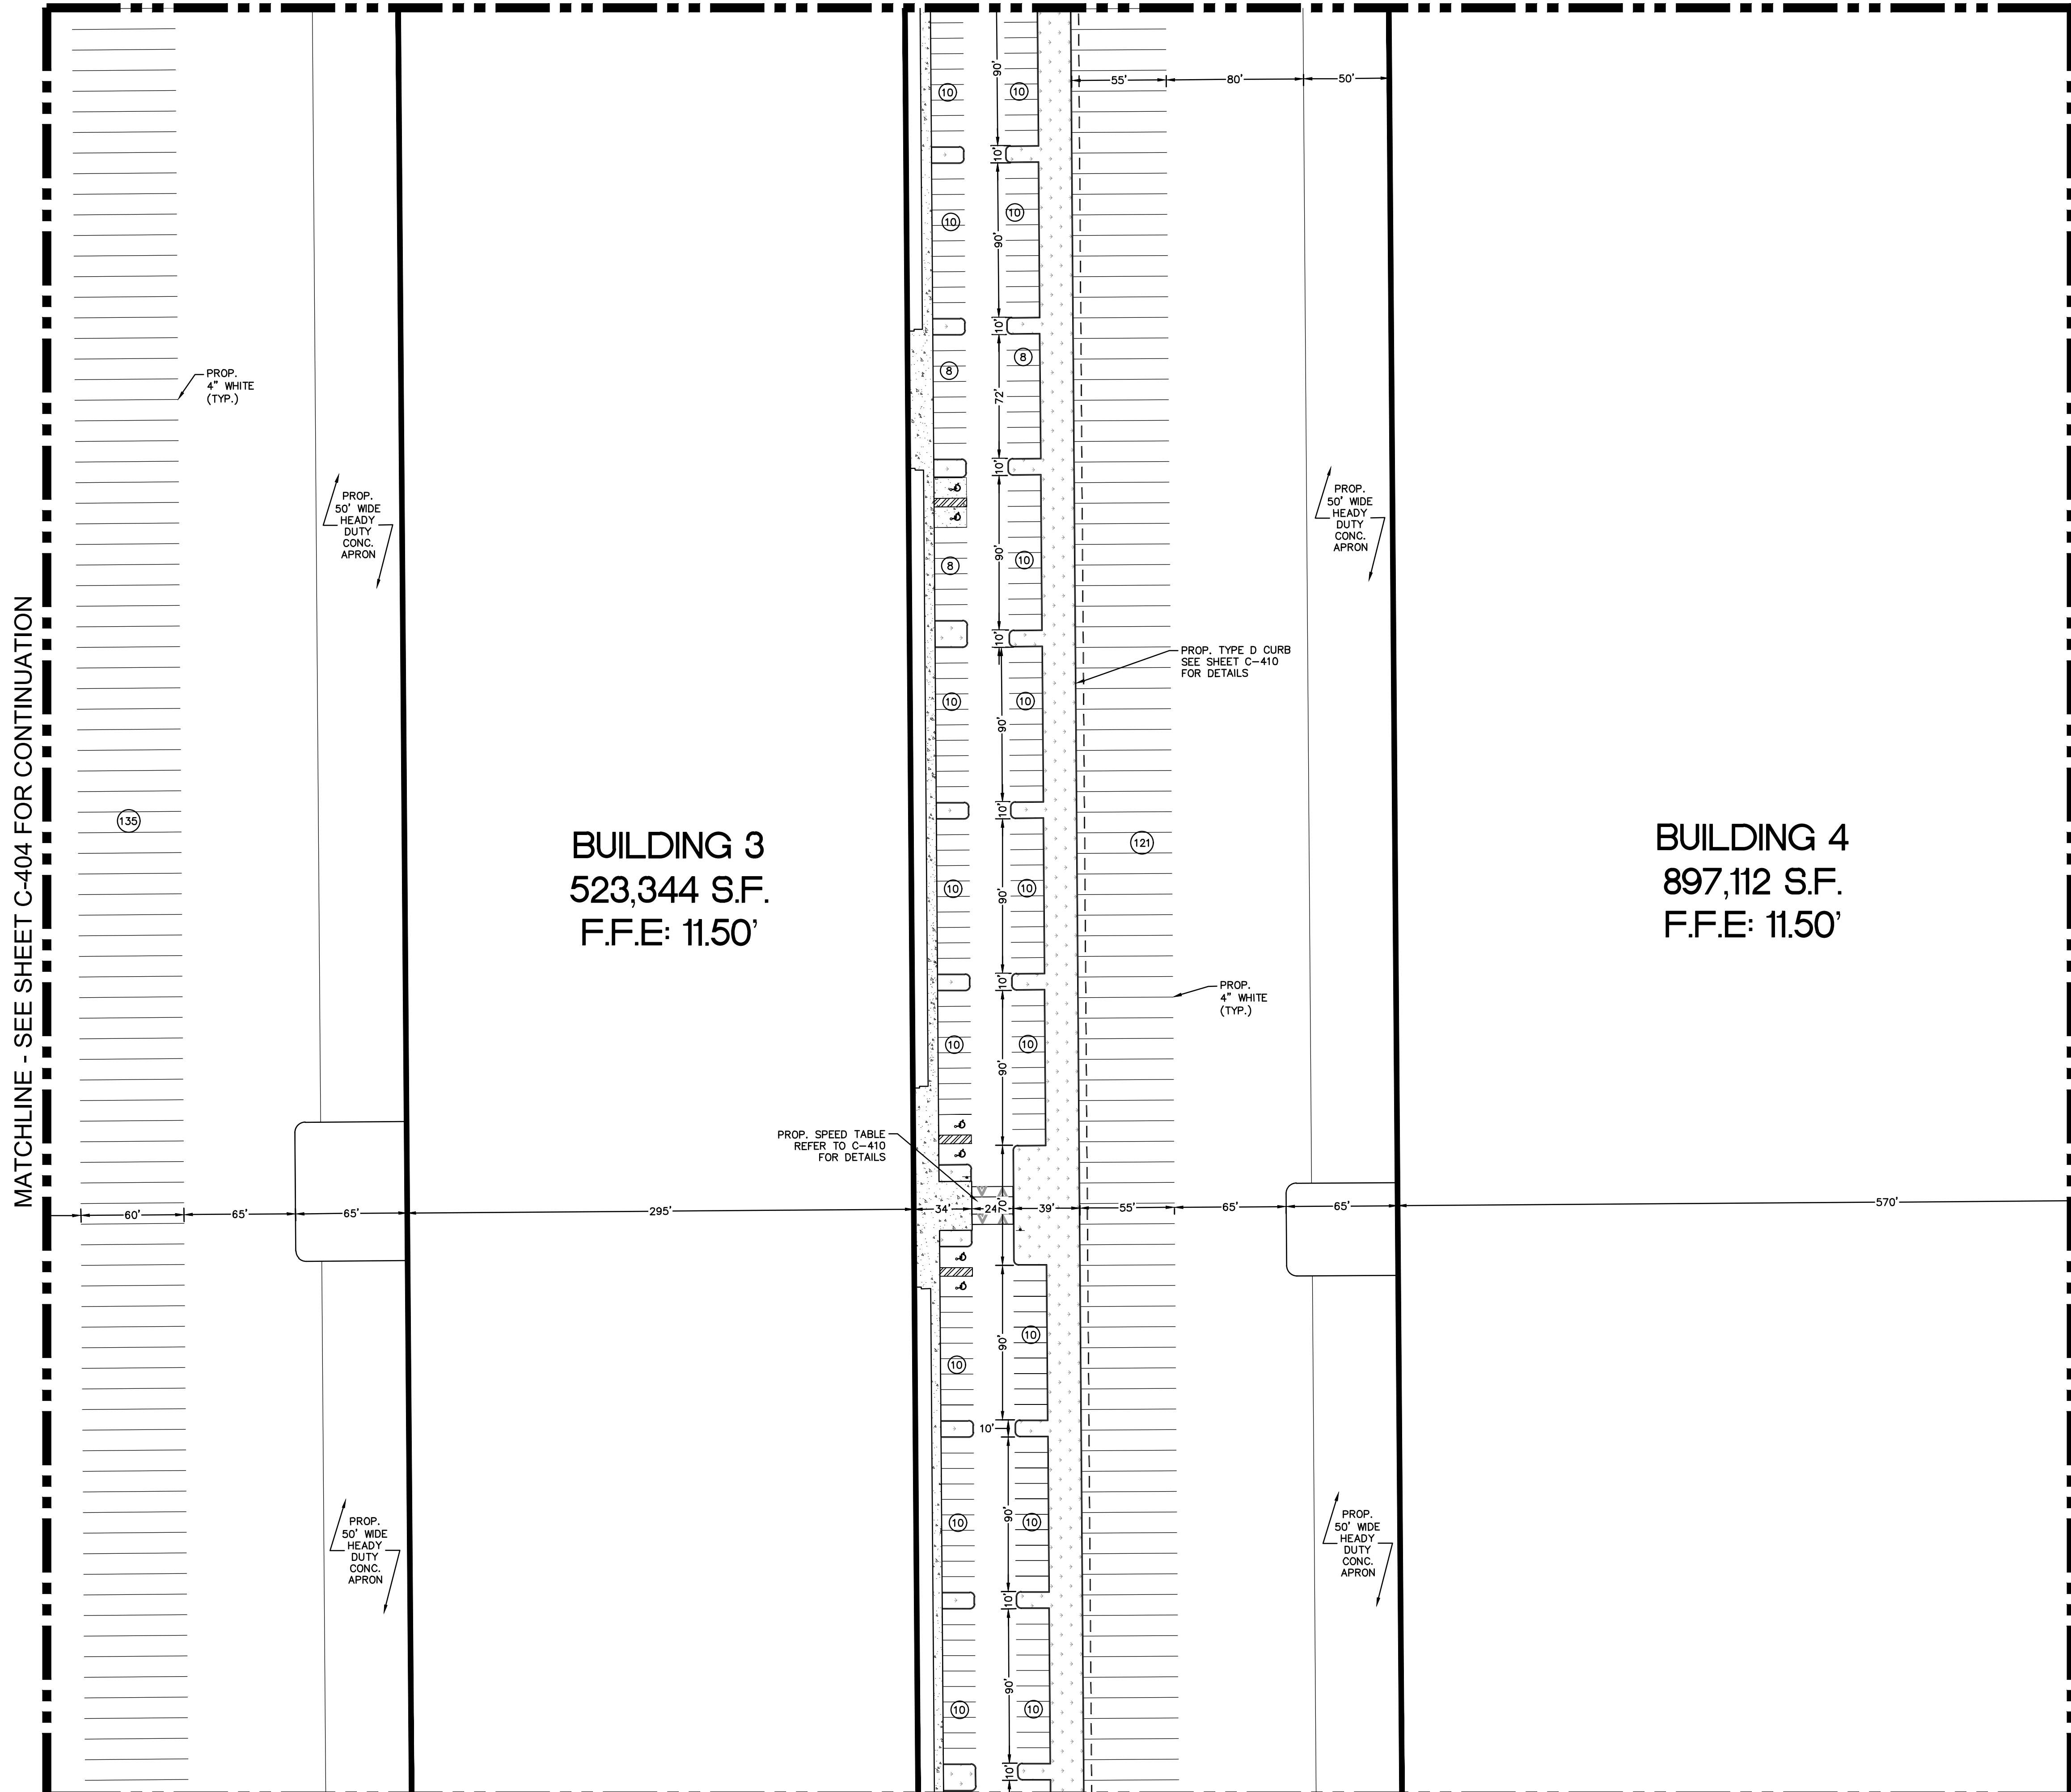 MATCHLINE - SEE SHEET C-404 FOR CONTINUATION
PROP.
4" WHITE
(TYP.)
PROP.
50' WIDE
HEADY
DUTY
CONC.
APRON
135
BUILDING 3
523,344 S.F.
F.F.E: 11.50'
PROP. SPEED TABLE
REFER TO C-410
FOR DETAILS
60'
65'
65'
295'
34'
24'
70'
39'
55'
65'
65'
570'
PROP.
50' WIDE
HEADY
DUTY
CONC.
APRON
10
10
8
8
10
10
10
10
10
10
90'
10'
90'
10'
72'
10'
90'
10'
90'
10'
90'
10'
90'
90'
10'
90'
10'
90'
10'
10
10
8
10
10
10
10
10
10
10
55'
80'
50'
PROP.
50' WIDE
HEADY
DUTY
CONC.
APRON
PROP. TYPE D CURB
SEE SHEET C-410
FOR DETAILS
121
PROP.
4" WHITE
(TYP.)
BUILDING 4
897,112 S.F.
F.F.E: 11.50'
PROP.
50' WIDE
HEADY
DUTY
CONC.
APRON